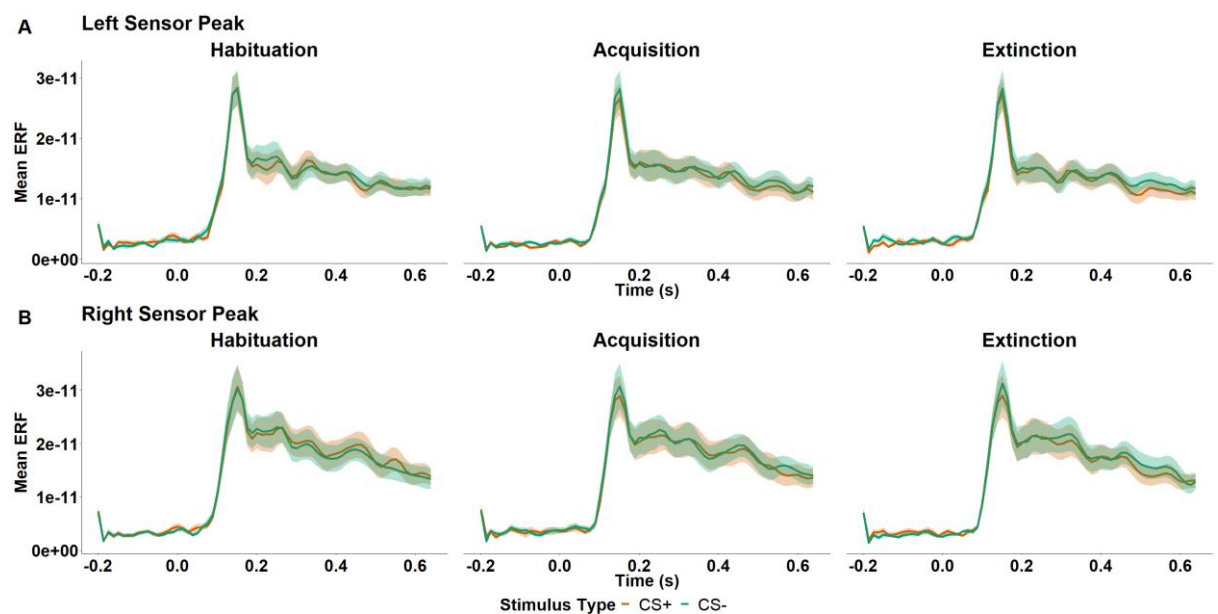 A Left Sensor Peak
Habituation Acquisition Extinction
3e-11
2e-11
1e-11
0e+00
Mean ERF
-0.2 0.0 0.2 0.4 0.6 -0.2 0.0 0.2 0.4 0.6 -0.2 0.0 0.2 0.4 0.6
Time (s)
B Right Sensor Peak
Habituation Acquisition Extinction
3e-11
2e-11
1e-11
0e+00
Mean ERF
-0.2 0.0 0.2 0.4 0.6 -0.2 0.0 0.2 0.4 0.6 -0.2 0.0 0.2 0.4 0.6
Time (s)
Stimulus Type CS+ CS-